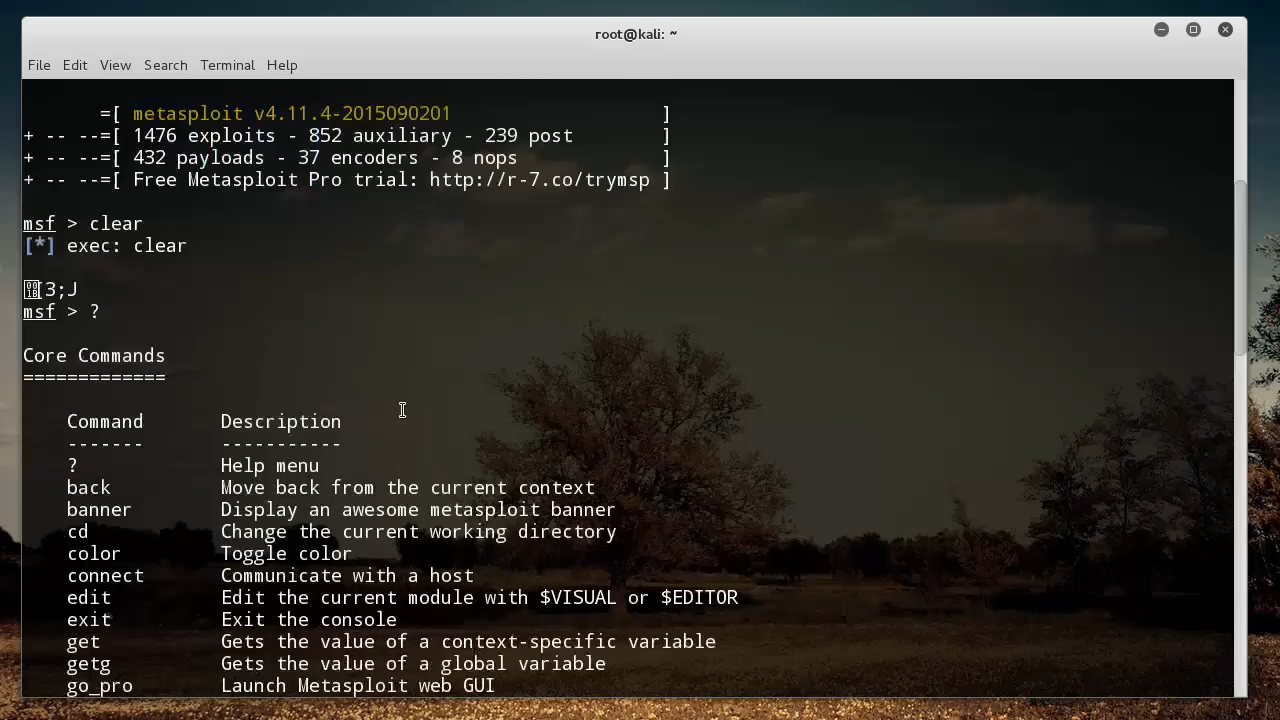 root@kali: ~
File Edit View Search Terminal Help
=[ metasploit v4.11.4-2015090201 ]
+ -- --=[ 1476 exploits - 852 auxiliary - 239 post ]
+ -- --=[ 432 payloads - 37 encoders - 8 nops ]
+ -- --=[ Free Metasploit Pro trial: http://r-7.co/trymsp ]
msf > clear
[*] exec: clear
[3;J
msf > ?
Core Commands
=============
Command Description
------- -----------
? Help menu
back Move back from the current context
banner Display an awesome metasploit banner
cd Change the current working directory
color Toggle color
connect Communicate with a host
edit Edit the current module with $VISUAL or $EDITOR
exit Exit the console
get Gets the value of a context-specific variable
getg Gets the value of a global variable
go_pro Launch Metasploit web GUI